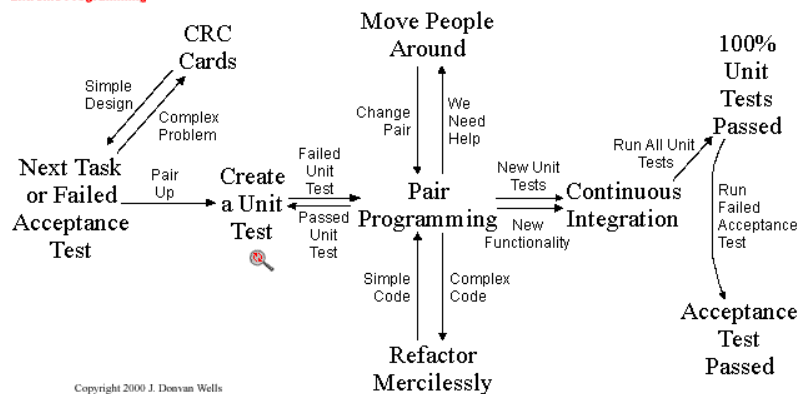 CRC
Cards
Simple
Design
Complex
Problem
Next Task
or Failed
Acceptance
Test
Pair
Up
Create
a Unit
Test
Failed
Unit
Test
Passed
Unit
Test
Move People
Around
Change
Pair
We
Need
Help
Pair
Programming
Simple
Code
Complex
Code
Refactor
Mercilessly
New Unit
Tests
New
Functionality
Continuous
Integration
Run All Unit
Tests
100%
Unit
Tests
Passed
Run
Failed
Acceptance
Test
Acceptance
Test
Passed
Copyright 2000 J. Donvan Wells